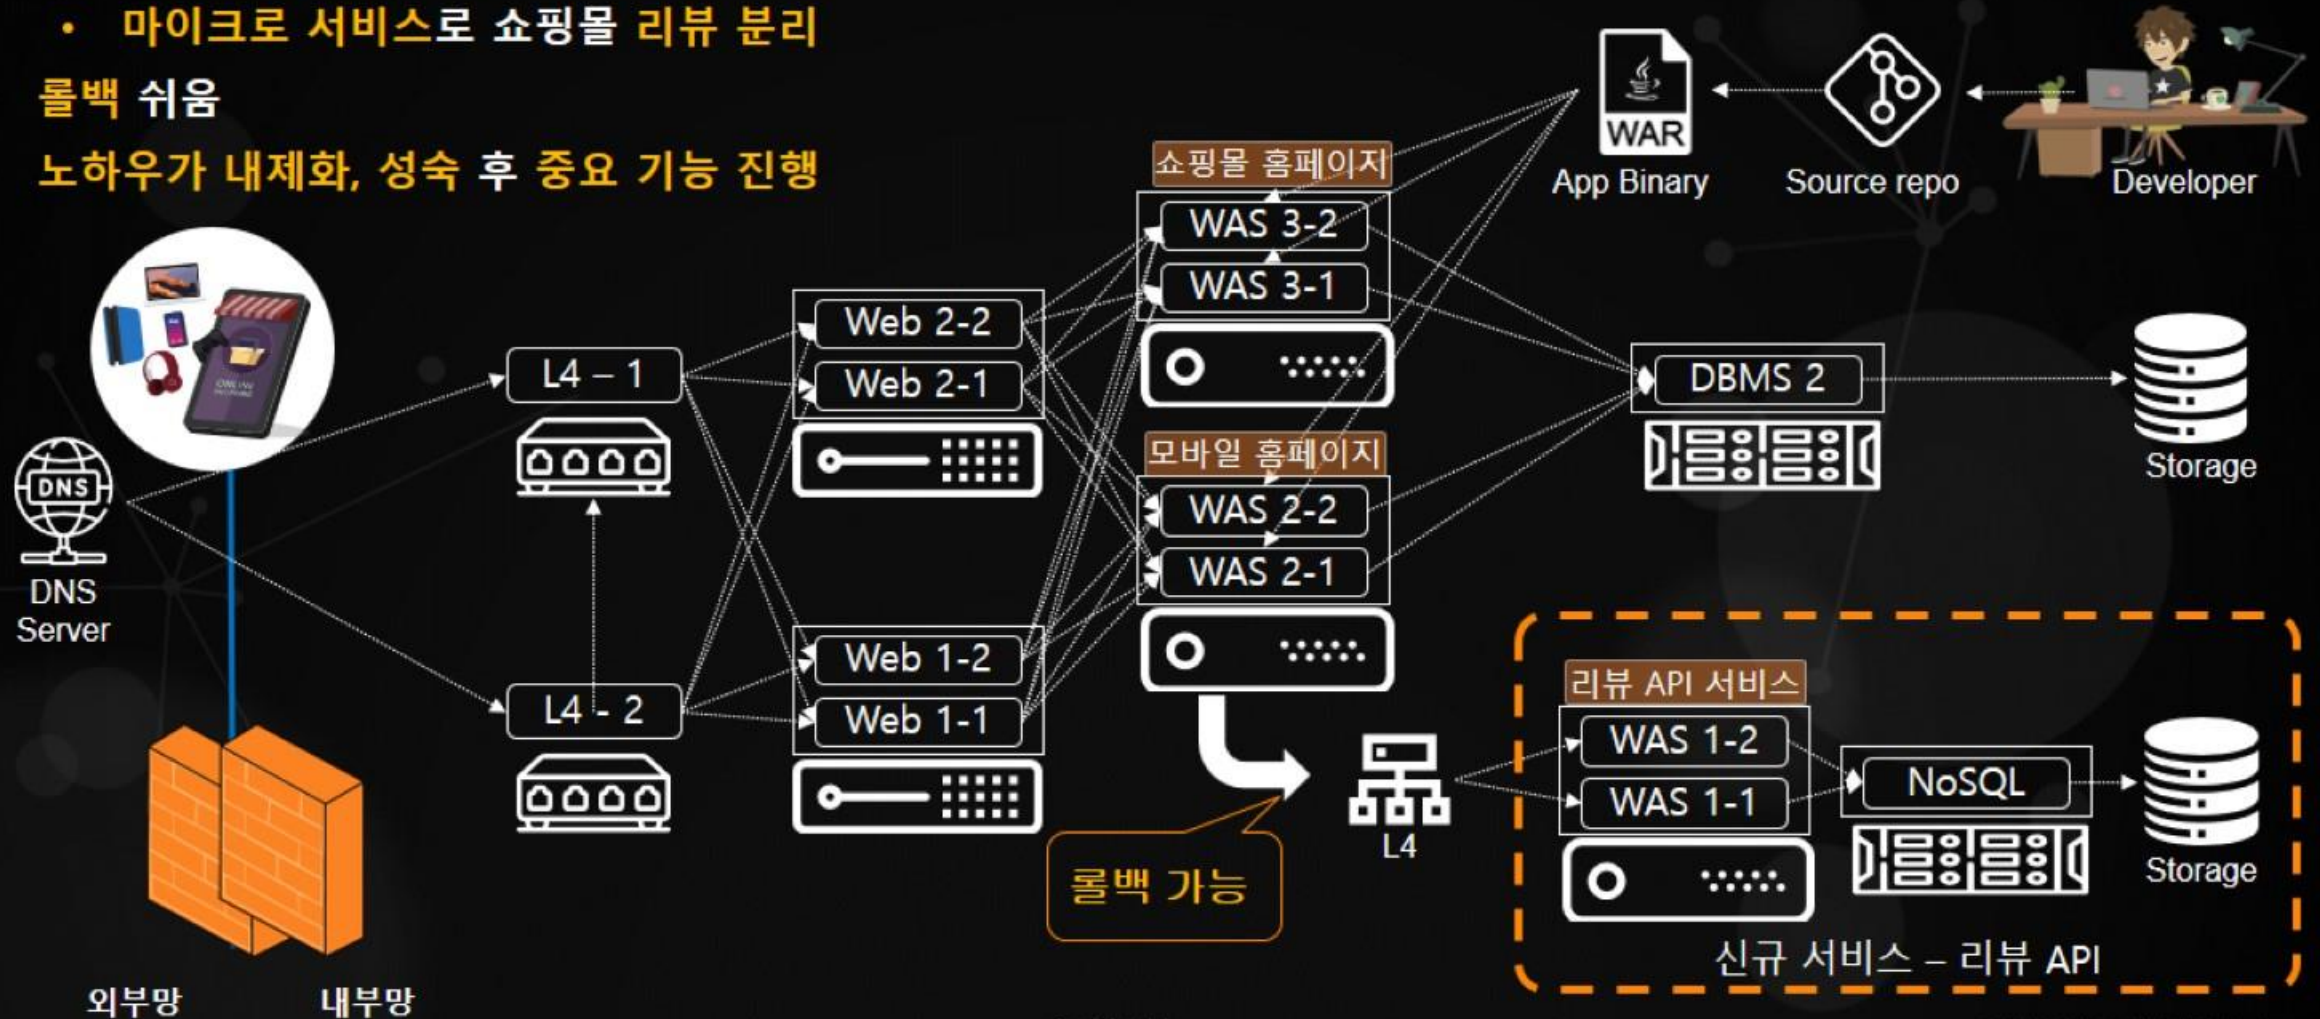 • 마이크로 서비스로 쇼핑몰 리뷰 분리
롤백 쉬움
노하우가 내제화, 성숙 후 중요 기능 진행
WAR
App Binary
Source repo
Developer
쇼핑몰 홈페이지
WAS 3-2
WAS 3-1
Web 2-2
Web 2-1
L4 – 1
DBMS 2
Storage
모바일 홈페이지
WAS 2-2
WAS 2-1
DNS
DNS
Server
ONLINE
Web 1-2
Web 1-1
L4 - 2
리뷰 API 서비스
WAS 1-2
WAS 1-1
NoSQL
Storage
L4
롤백 가능
신규 서비스 – 리뷰 API
외부망
내부망